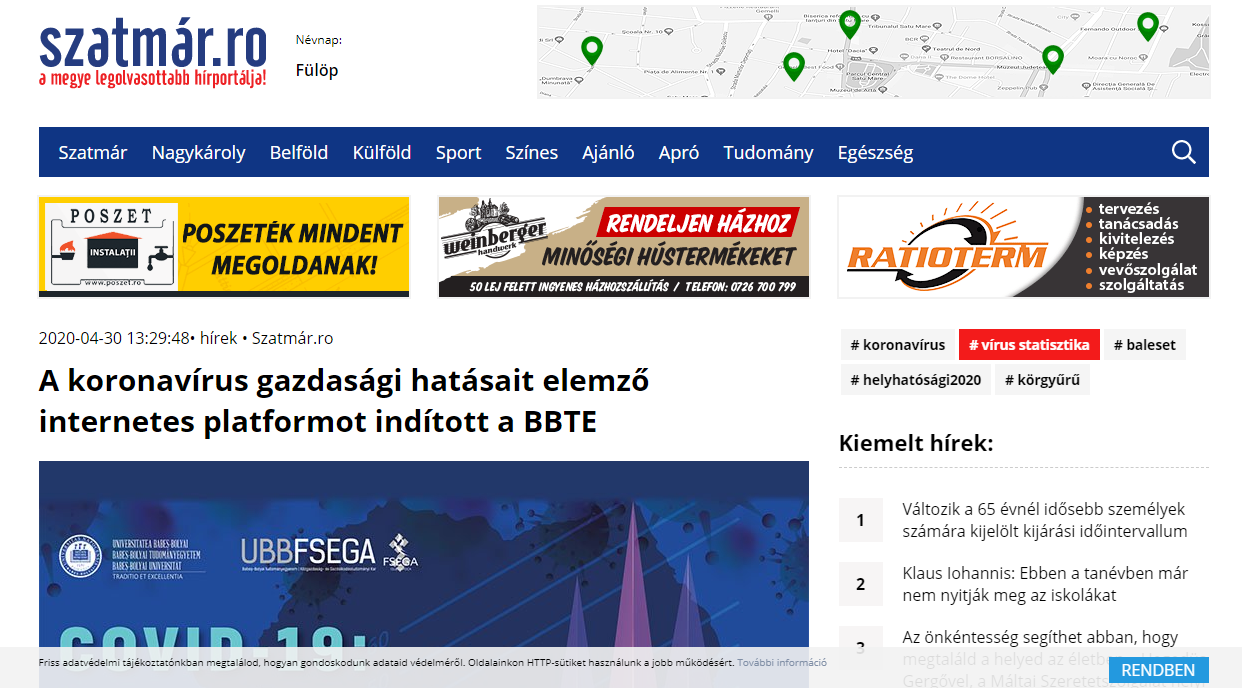 szatmár.ro
a megye legolvasottabb hírportálja!
Névnap:
Fülöp
Szatmár Nagykároly Belföld Külföld Sport Színes Ajánló Apró Tudomány Egészség
POSZET
INSTALAȚII
www.poszet.ro
POSZETÉK MINDENT
MEGOLDANAK!
weinberger
handwerk
RENDELJEN HÁZHOZ
MINŐSÉGI HÚSTERMÉKEKET
50 LEJ FELETT INGYENES HÁZHOZSZÁLLÍTÁS / TELEFON: 0726 700 799
RATIOTERM
tervezés
tanácsadás
kivitelezés
képzés
vevőszolgálat
szolgáltatás
2020-04-30 13:29:48• hírek • Szatmár.ro
A koronavírus gazdasági hatásait elemző
internetes platformot indított a BBTE
UNIVERSITATEA BABEȘ-BOLYAI
BABEȘ-BOLYAI TUDOMÁNYEGYETEM
BABEȘ-BOLYAI UNIVERSITÄT
TRADITIO ET EXCELLENTIA
UBBFSEGA
FSEGA
COVID-19:
# koronavírus # vírus statisztika # baleset
# helyhatósági2020 # körgyűrű
Kiemelt hírek:
1 Változik a 65 évnél idősebb személyek
számára kijelölt kijárási időintervallum
2 Klaus Iohannis: Ebben a tanévben már
nem nyitják meg az iskolákat
3 Az önkéntesség segíthet abban, hogy
megtaláld a helyed az életben
Gergővel, a Máltai Szeretetszolgálat
Friss adatvédelmi tájékoztatónkban megtalálod, hogyan gondoskodunk adataid védelméről. Oldalainkon HTTP-sütiket használunk a jobb működésért. További információ
RENDBEN